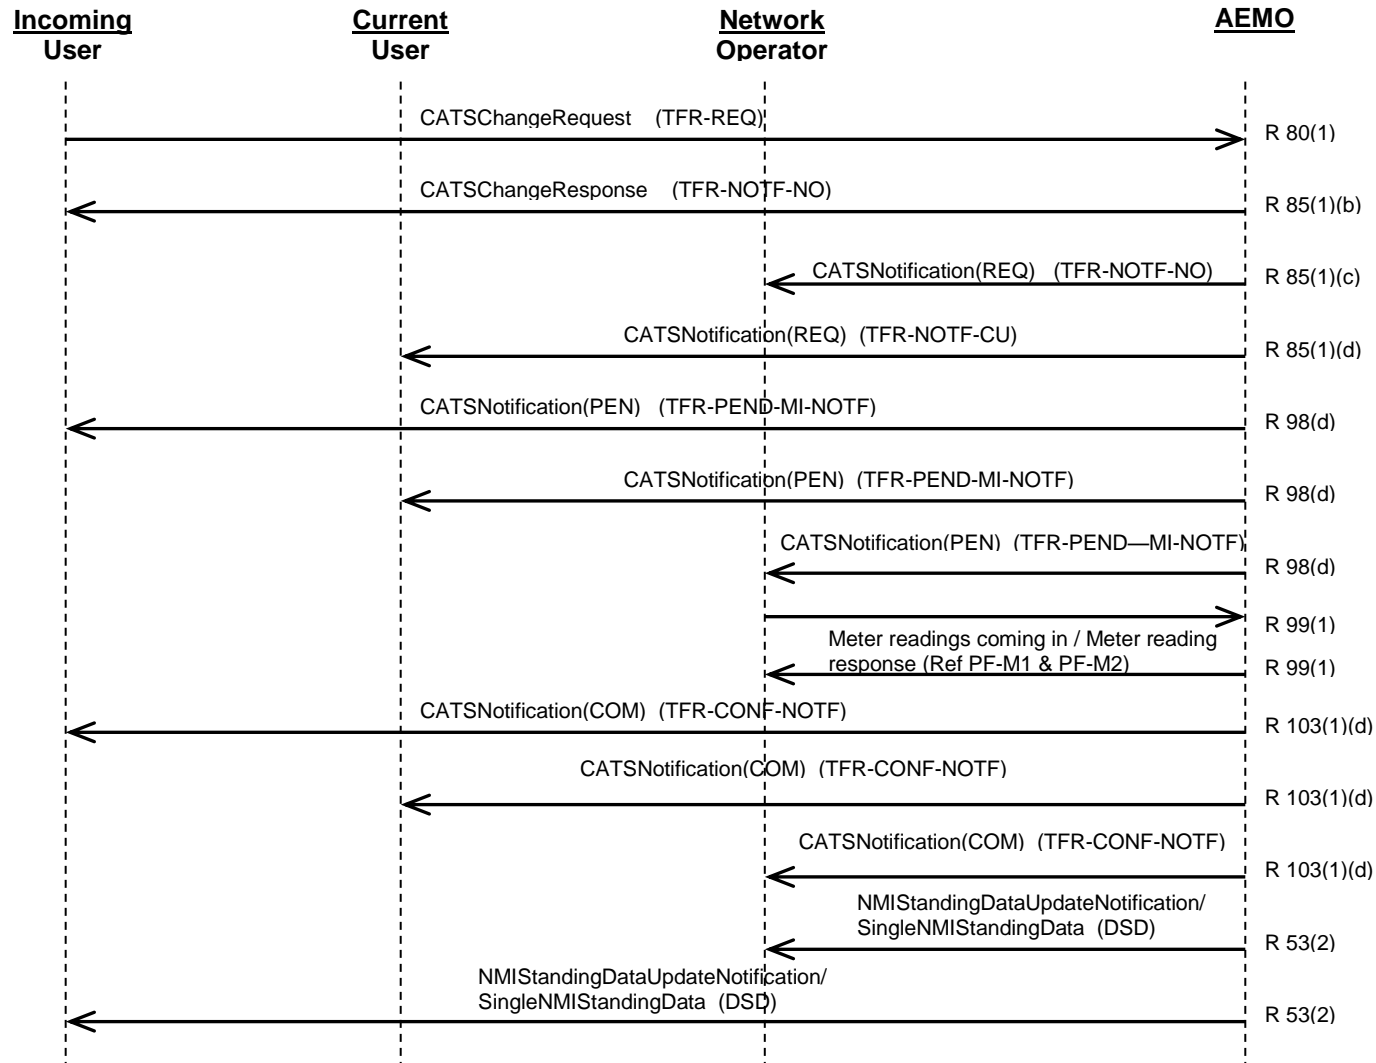 Incoming User
Current User
Network Operator
AEMO
CATSChangeRequest (TFR-REQ)
R 80(1)
CATSChangeResponse (TFR-NOTF-NO)
R 85(1)(b)
CATSNotification(REQ) (TFR-NOTF-NO)
R 85(1)(c)
CATSNotification(REQ) (TFR-NOTF-CU)
R 85(1)(d)
CATSNotification(PEN) (TFR-PEND-MI-NOTF)
R 98(d)
CATSNotification(PEN) (TFR-PEND-MI-NOTF)
R 98(d)
CATSNotification(PEN) (TFR-PEND—MI-NOTF)
R 98(d)
R 99(1)
Meter readings coming in / Meter reading
response (Ref PF-M1 & PF-M2)
R 99(1)
CATSNotification(COM) (TFR-CONF-NOTF)
R 103(1)(d)
CATSNotification(COM) (TFR-CONF-NOTF)
R 103(1)(d)
CATSNotification(COM) (TFR-CONF-NOTF)
R 103(1)(d)
NMIStandingDataUpdateNotification/
SingleNMIStandingData (DSD)
R 53(2)
NMIStandingDataUpdateNotification/
SingleNMIStandingData (DSD)
R 53(2)